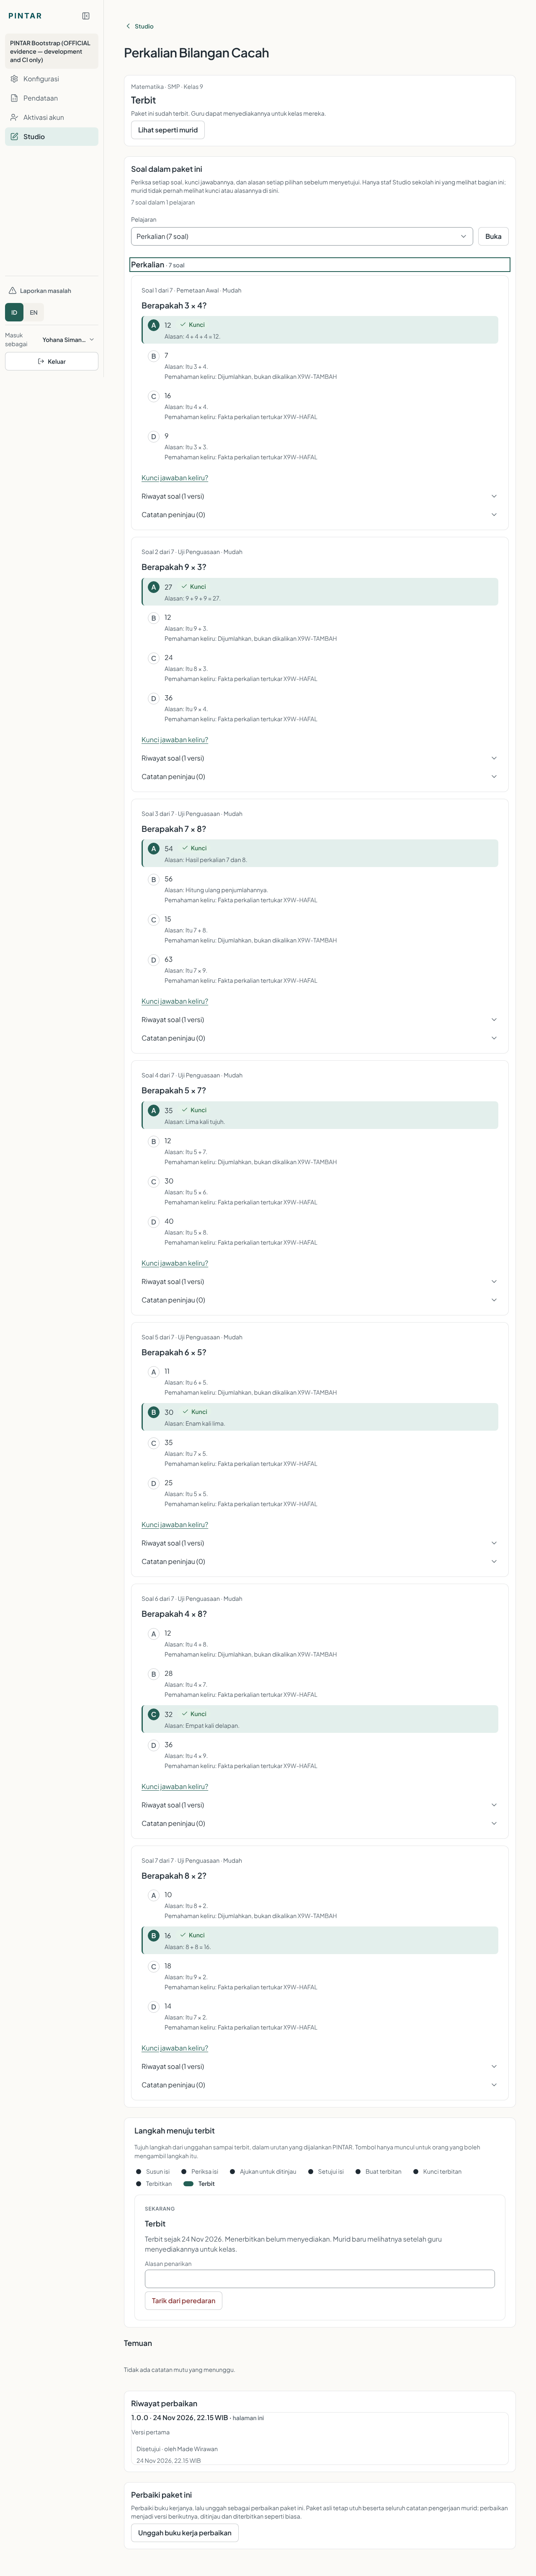 PINTAR
PINTAR Bootstrap (OFFICIAL
evidence — development
and CI only)
Konfigurasi
Pendataan
Aktivasi akun
Studio
Laporkan masalah
ID EN
Masuk
sebagai
Yohana Siman...
Keluar
Studio
Perkalian Bilangan Cacah
Matematika · SMP · Kelas 9
Terbit
Paket ini sudah terbit. Guru dapat menyediakannya untuk kelas mereka.
Lihat seperti murid
Soal dalam paket ini
Periksa setiap soal, kunci jawabannya, dan alasan setiap pilihan sebelum menyetujui. Hanya staf Studio sekolah ini yang melihat bagian ini;
murid tidak pernah melihat kunci atau alasannya di sini.
7 soal dalam 1 pelajaran
Pelajaran
Perkalian (7 soal)
Buka
Perkalian · 7 soal
Soal 1 dari 7 · Pemetaan Awal · Mudah
Berapakah 3 × 4?
A 12 Kunci
Alasan: 4 + 4 + 4 = 12.
B 7
Alasan: Itu 3 + 4.
Pemahaman keliru: Dijumlahkan, bukan dikalikan X9W-TAMBAH
C 16
Alasan: Itu 4 × 4.
Pemahaman keliru: Fakta perkalian tertukar X9W-HAFAL
D 9
Alasan: Itu 3 × 3.
Pemahaman keliru: Fakta perkalian tertukar X9W-HAFAL
Kunci jawaban keliru?
Riwayat soal (1 versi)
Catatan peninjau (0)
Soal 2 dari 7 · Uji Penguasaan · Mudah
Berapakah 9 × 3?
A 27 Kunci
Alasan: 9 + 9 + 9 = 27.
B 12
Alasan: Itu 9 + 3.
Pemahaman keliru: Dijumlahkan, bukan dikalikan X9W-TAMBAH
C 24
Alasan: Itu 8 × 3.
Pemahaman keliru: Fakta perkalian tertukar X9W-HAFAL
D 36
Alasan: Itu 9 × 4.
Pemahaman keliru: Fakta perkalian tertukar X9W-HAFAL
Kunci jawaban keliru?
Riwayat soal (1 versi)
Catatan peninjau (0)
Soal 3 dari 7 · Uji Penguasaan · Mudah
Berapakah 7 × 8?
A 54 Kunci
Alasan: Hasil perkalian 7 dan 8.
B 56
Alasan: Hitung ulang penjumlahannya.
Pemahaman keliru: Fakta perkalian tertukar X9W-HAFAL
C 15
Alasan: Itu 7 + 8.
Pemahaman keliru: Dijumlahkan, bukan dikalikan X9W-TAMBAH
D 63
Alasan: Itu 7 × 9.
Pemahaman keliru: Fakta perkalian tertukar X9W-HAFAL
Kunci jawaban keliru?
Riwayat soal (1 versi)
Catatan peninjau (0)
Soal 4 dari 7 · Uji Penguasaan · Mudah
Berapakah 5 × 7?
A 35 Kunci
Alasan: Lima kali tujuh.
B 12
Alasan: Itu 5 + 7.
Pemahaman keliru: Dijumlahkan, bukan dikalikan X9W-TAMBAH
C 30
Alasan: Itu 5 × 6.
Pemahaman keliru: Fakta perkalian tertukar X9W-HAFAL
D 40
Alasan: Itu 5 × 8.
Pemahaman keliru: Fakta perkalian tertukar X9W-HAFAL
Kunci jawaban keliru?
Riwayat soal (1 versi)
Catatan peninjau (0)
Soal 5 dari 7 · Uji Penguasaan · Mudah
Berapakah 6 × 5?
A 11
Alasan: Itu 6 + 5.
Pemahaman keliru: Dijumlahkan, bukan dikalikan X9W-TAMBAH
B 30 Kunci
Alasan: Enam kali lima.
C 35
Alasan: Itu 7 × 5.
Pemahaman keliru: Fakta perkalian tertukar X9W-HAFAL
D 25
Alasan: Itu 5 × 5.
Pemahaman keliru: Fakta perkalian tertukar X9W-HAFAL
Kunci jawaban keliru?
Riwayat soal (1 versi)
Catatan peninjau (0)
Soal 6 dari 7 · Uji Penguasaan · Mudah
Berapakah 4 × 8?
A 12
Alasan: Itu 4 + 8.
Pemahaman keliru: Dijumlahkan, bukan dikalikan X9W-TAMBAH
B 28
Alasan: Itu 4 × 7.
Pemahaman keliru: Fakta perkalian tertukar X9W-HAFAL
C 32 Kunci
Alasan: Empat kali delapan.
D 36
Alasan: Itu 4 × 9.
Pemahaman keliru: Fakta perkalian tertukar X9W-HAFAL
Kunci jawaban keliru?
Riwayat soal (1 versi)
Catatan peninjau (0)
Soal 7 dari 7 · Uji Penguasaan · Mudah
Berapakah 8 × 2?
A 10
Alasan: Itu 8 + 2.
Pemahaman keliru: Dijumlahkan, bukan dikalikan X9W-TAMBAH
B 16 Kunci
Alasan: 8 + 8 = 16.
C 18
Alasan: Itu 9 × 2.
Pemahaman keliru: Fakta perkalian tertukar X9W-HAFAL
D 14
Alasan: Itu 7 × 2.
Pemahaman keliru: Fakta perkalian tertukar X9W-HAFAL
Kunci jawaban keliru?
Riwayat soal (1 versi)
Catatan peninjau (0)
Langkah menuju terbit
Tujuh langkah dari unggahan sampai terbit, dalam urutan yang dijalankan PINTAR. Tombol hanya muncul untuk orang yang boleh
mengambil langkah itu.
Susun isi Periksa isi Ajukan untuk ditinjau Setujui isi Buat terbitan Kunci terbitan
Terbitkan Terbit
SEKARANG
Terbit
Terbit sejak 24 Nov 2026. Menerbitkan belum menyediakan. Murid baru melihatnya setelah guru
menyediakannya untuk kelas.
Alasan penarikan
Tarik dari peredaran
Temuan
Tidak ada catatan mutu yang menunggu.
Riwayat perbaikan
1.0.0 · 24 Nov 2026, 22.15 WIB · halaman ini
Versi pertama
Disetujui · oleh Made Wirawan
24 Nov 2026, 22.15 WIB
Perbaiki paket ini
Perbaiki buku kerjanya, lalu unggah sebagai perbaikan paket ini. Paket asli tetap utuh beserta seluruh catatan pengerjaan murid; perbaikan
menjadi versi berikutnya, ditinjau dan diterbitkan seperti biasa.
Unggah buku kerja perbaikan